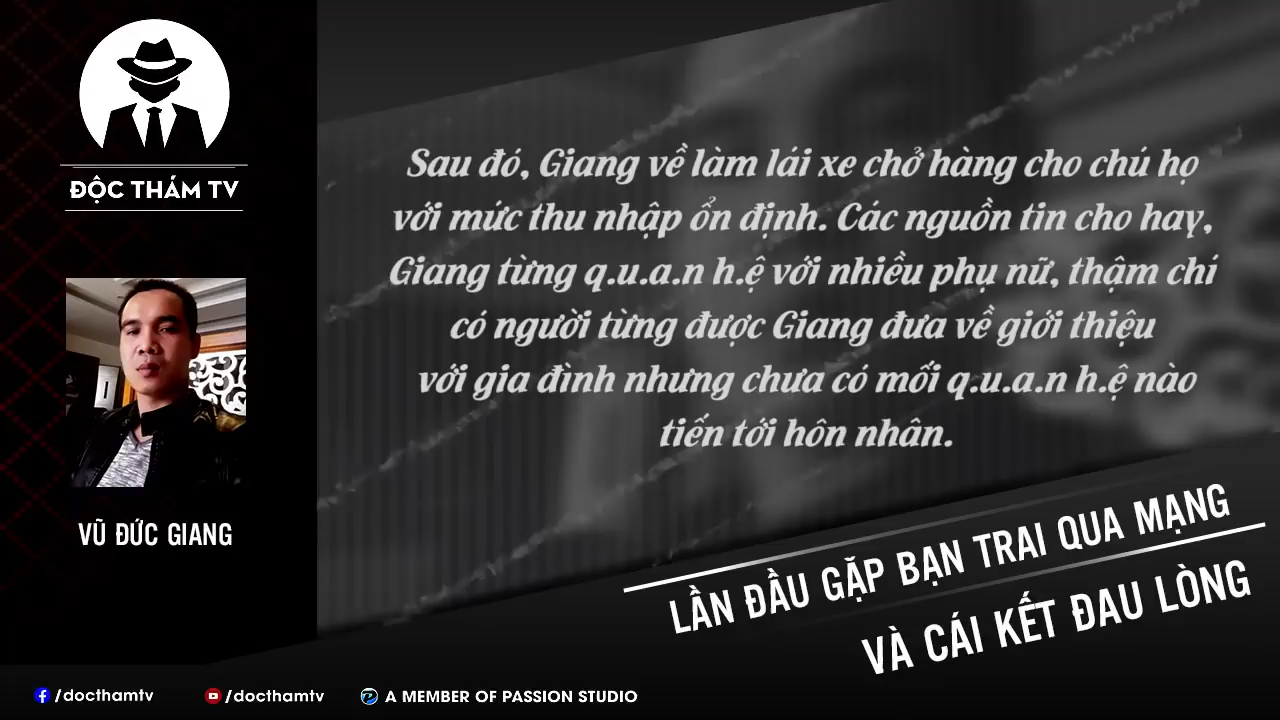 ĐỘC THÁM TV
VŨ ĐỨC GIANG
Sau đó, Giang về làm lái xe chở hàng cho chú họ
với mức thu nhập ổn định. Các nguồn tin cho hay,
Giang từng q.u.a.n h.ệ với nhiều phụ nữ, thậm chí
có người từng được Giang đưa về giới thiệu
với gia đình nhưng chưa có mối q.u.a.n h.ệ nào
tiến tới hôn nhân.
LẦN ĐẦU GẶP BẠN TRAI QUA MẠNG
VÀ CÁI KẾT ĐAU LÒNG
/docthamtv
/docthamtv
A MEMBER OF PASSION STUDIO